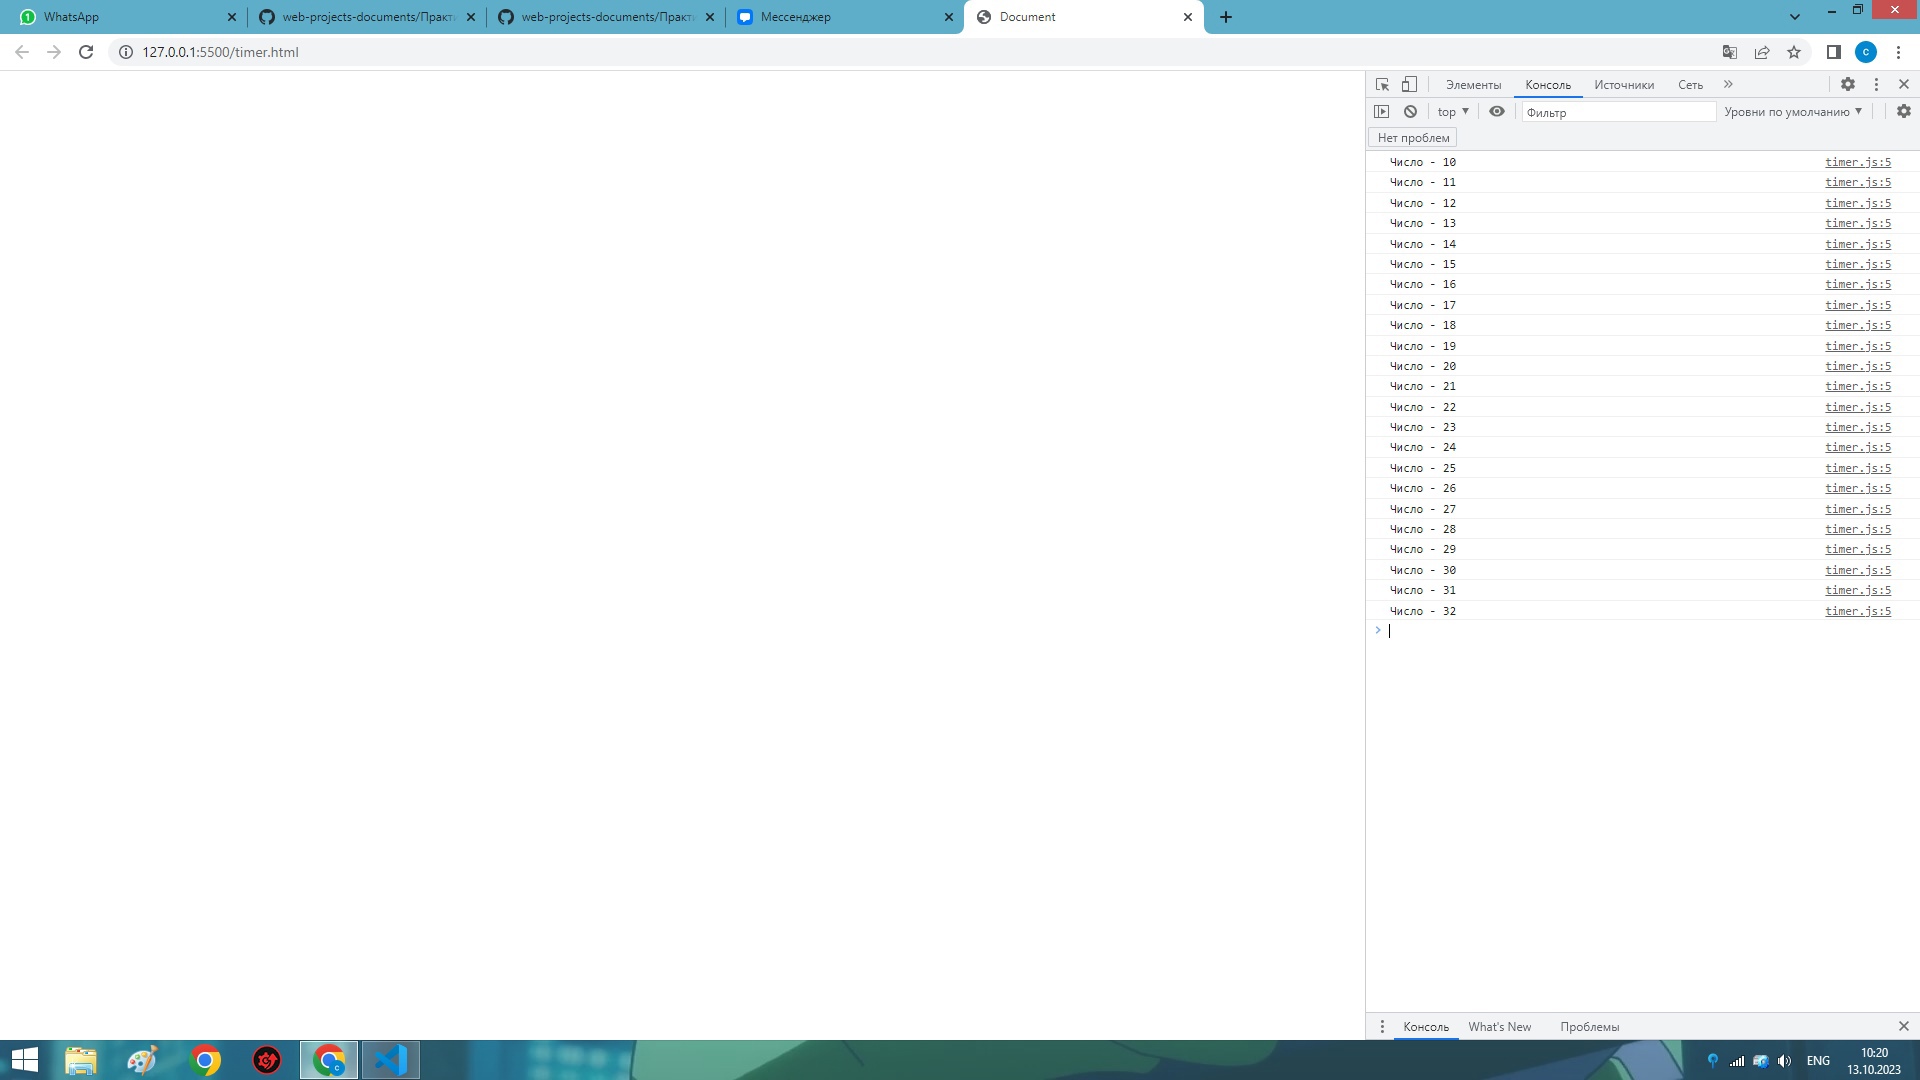 WhatsApp
web-projects-documents/Практи
web-projects-documents/Практи
Мессенджер
Document
127.0.0.1:5500/timer.html
c
Элементы Консоль Источники Сеть
top Фильтр Уровни по умолчанию
Нет проблем
Число - 10 timer.js:5
Число - 11 timer.js:5
Число - 12 timer.js:5
Число - 13 timer.js:5
Число - 14 timer.js:5
Число - 15 timer.js:5
Число - 16 timer.js:5
Число - 17 timer.js:5
Число - 18 timer.js:5
Число - 19 timer.js:5
Число - 20 timer.js:5
Число - 21 timer.js:5
Число - 22 timer.js:5
Число - 23 timer.js:5
Число - 24 timer.js:5
Число - 25 timer.js:5
Число - 26 timer.js:5
Число - 27 timer.js:5
Число - 28 timer.js:5
Число - 29 timer.js:5
Число - 30 timer.js:5
Число - 31 timer.js:5
Число - 32 timer.js:5
Консоль What's New Проблемы
ENG
10:20
13.10.2023